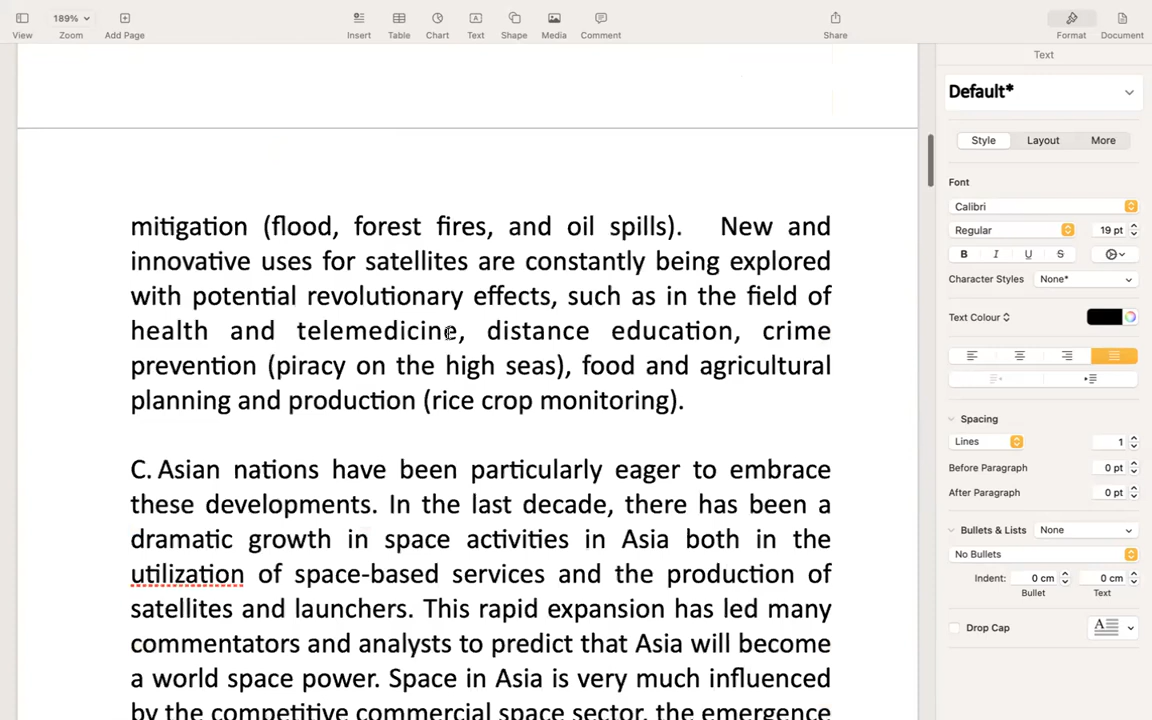 189%
View
Zoom
Add Page
Insert
Table
Chart
Text
Shape
Media
Comment
Share
Format
Document
Text
Default*
Style
Layout
More
Font
Calibri
Regular
19 pt
B
I
U
S
Character Styles
None*
Text Colour
Spacing
Lines
1
Before Paragraph
0 pt
After Paragraph
0 pt
Bullets & Lists
None
No Bullets
Indent:
0 cm
0 cm
Bullet
Text
Drop Cap
A
mitigation (flood, forest fires, and oil spills). New and
innovative uses for satellites are constantly being explored
with potential revolutionary effects, such as in the field of
health and telemedicine, distance education, crime
prevention (piracy on the high seas), food and agricultural
planning and production (rice crop monitoring).
C. Asian nations have been particularly eager to embrace
these developments. In the last decade, there has been a
dramatic growth in space activities in Asia both in the
utilization of space-based services and the production of
satellites and launchers. This rapid expansion has led many
commentators and analysts to predict that Asia will become
a world space power. Space in Asia is very much influenced
by the competitive commercial space sector, the emergence